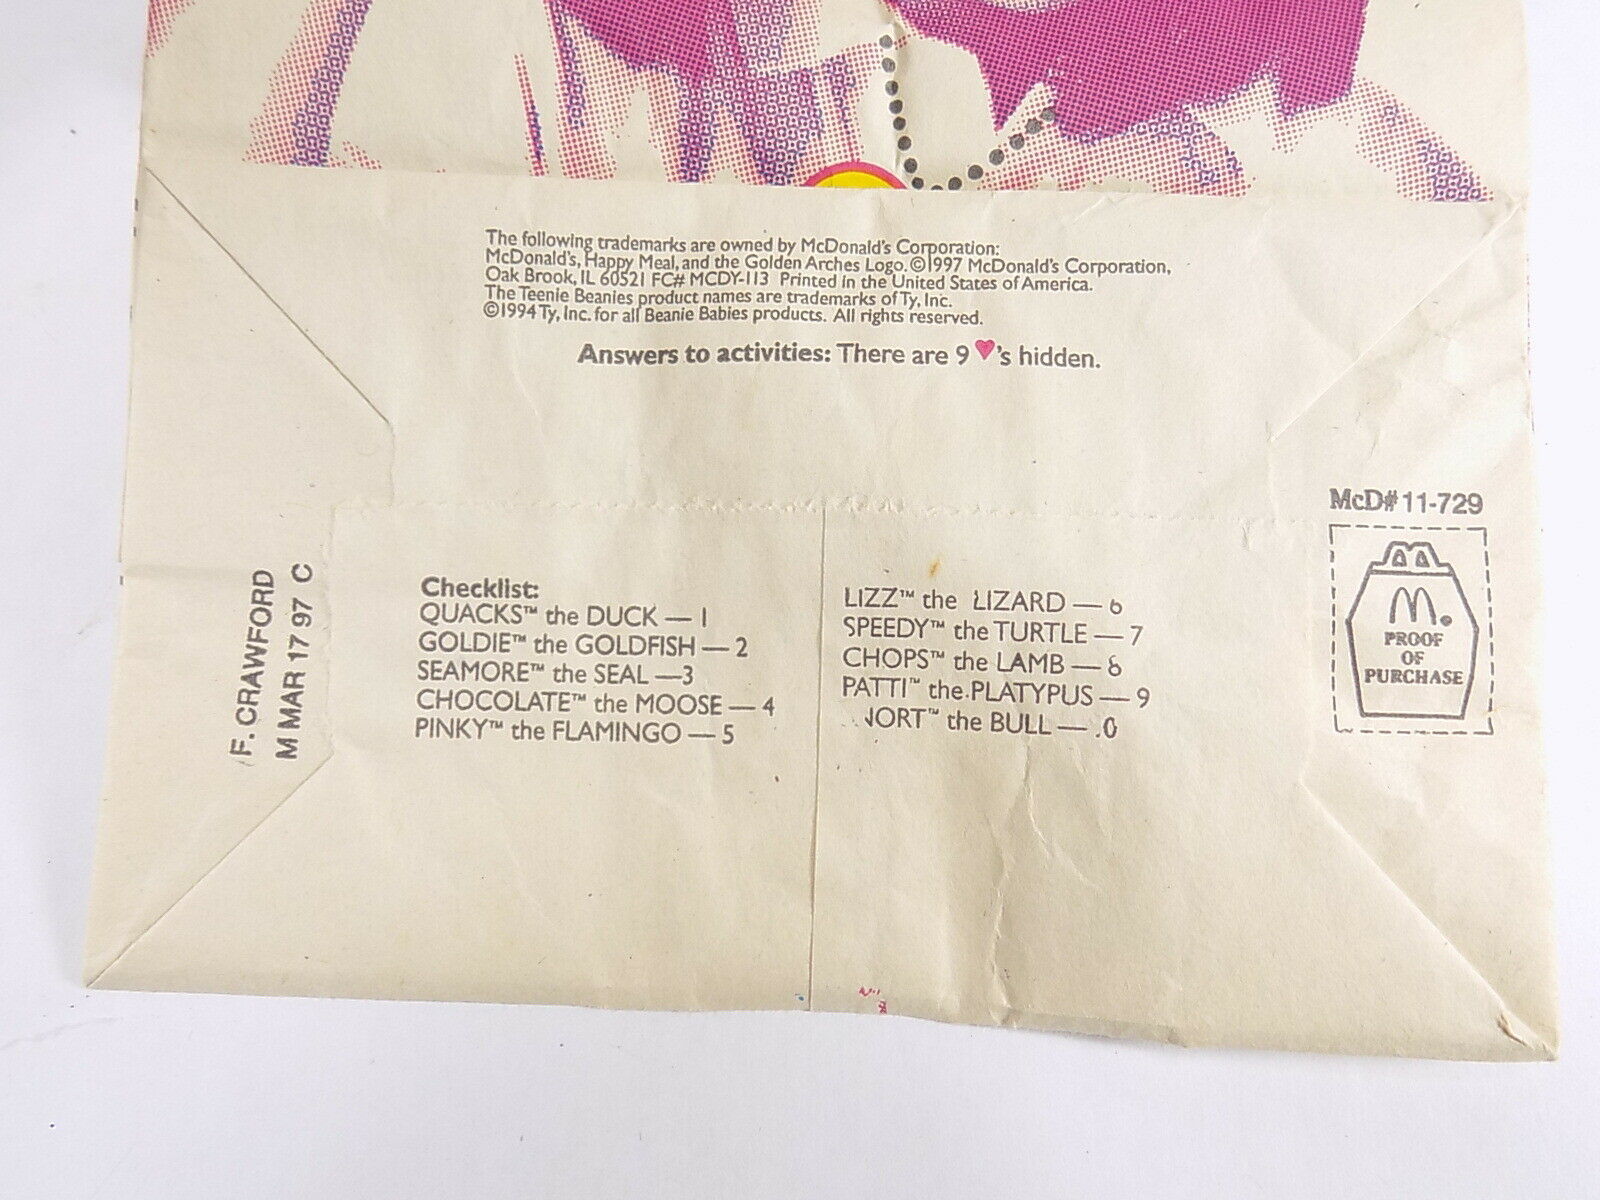 The following trademarks are owned by McDonald's Corporation:
McDonald's, Happy Meal, and the Golden Arches Logo. ©1997 McDonald's Corporation,
Oak Brook, IL 60521 FC# MCDY-113 Printed in the United States of America.
The Teenie Beanies product names are trademarks of Ty, Inc.
©1994 Ty, Inc. for all Beanie Babies products. All rights reserved.
Answers to activities: There are 9 ♥'s hidden.
McD# 11-729
PROOF
OF
PURCHASE
F. CRAWFORD
M MAR 17 97 C
Checklist:
QUACKS™ the DUCK — 1
GOLDIE™ the GOLDFISH — 2
SEAMORE™ the SEAL —3
CHOCOLATE™ the MOOSE — 4
PINKY™ the FLAMINGO — 5
LIZZ™ the LIZARD — 6
SPEEDY™ the TURTLE — 7
CHOPS™ the LAMB —
PATTI™ the PLATYPUS — 9
the BULL —